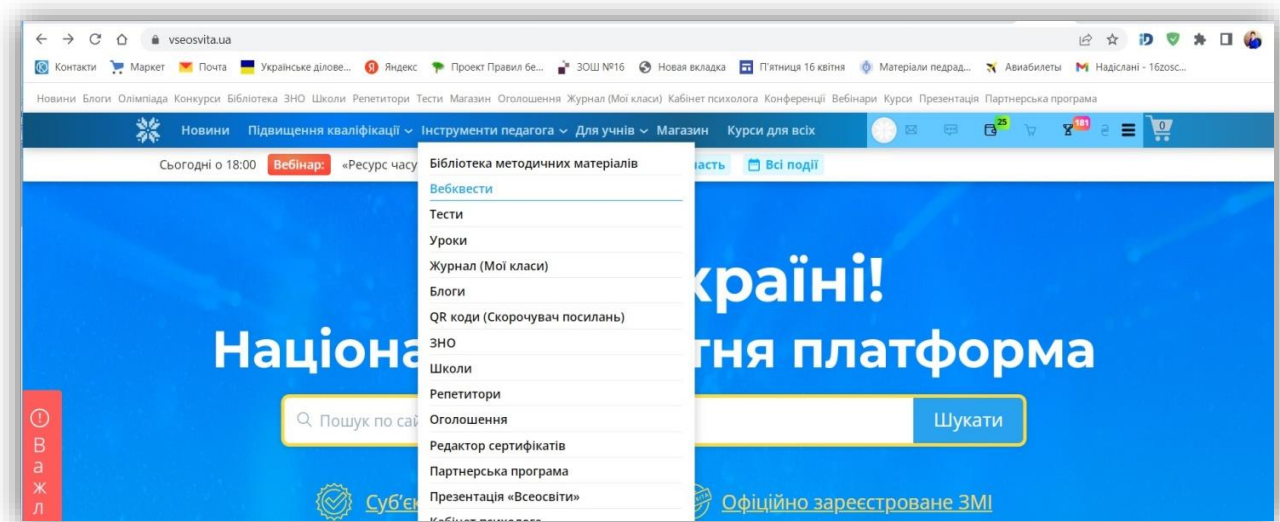 vseosvita.ua
Контакти Маркет Почта Українське ділове... Яндекс Проект Правил бе... ЗОШ №16 Новая вкладка П'ятниця 16 квітня Матеріали педрад... Авиабилеты Надіслані - 16zosc...
Новини Блоги Олімпіада Конкурси Бібліотека ЗНО Школи Репетитори Тести Магазин Оголошення Журнал (Мої класи) Кабінет психолога Конференції Вебінари Курси Презентація Партнерська програма
Новини Підвищення кваліфікації Інструменти педагога Для учнів Магазин Курси для всіх 25 181 ₴ 0
Сьогодні о 18:00 Вебінар: «Ресурс часу
Всі події
Бібліотека методичних матеріалів
Вебквести
Тести
Уроки
Журнал (Мої класи)
Блоги
QR коди (Скорочувач посилань)
ЗНО
Школи
Репетитори
Оголошення
Редактор сертифікатів
Партнерська програма
Презентація «Всеосвіти»
країні!
Націона тня платформа
Пошук по сай Шукати
Важл
Суб'єк Офіційно зареєстроване ЗМІ